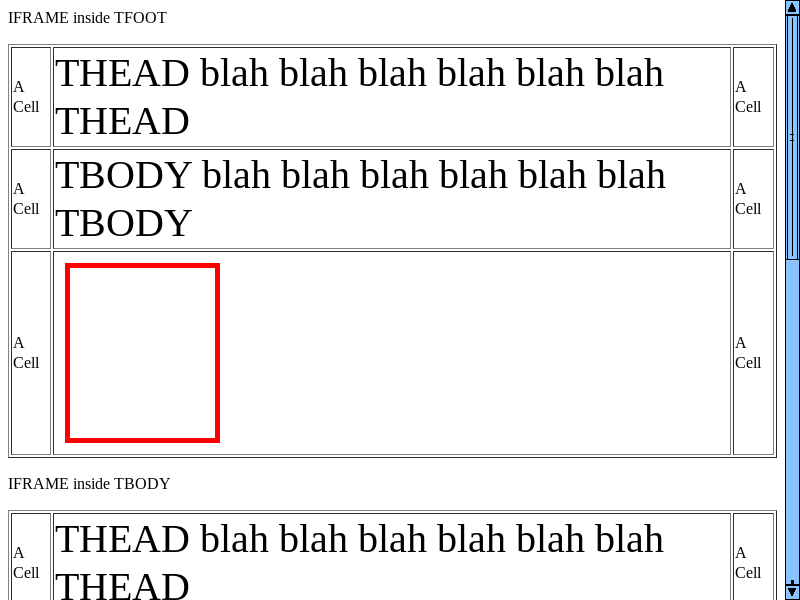 IFRAME inside TFOOT
A Cell THEAD blah blah blah blah blah blah THEAD A Cell
A Cell TBODY blah blah blah blah blah blah TBODY A Cell
A Cell A Cell
IFRAME inside TBODY
A Cell THEAD blah blah blah blah blah blah THEAD A Cell